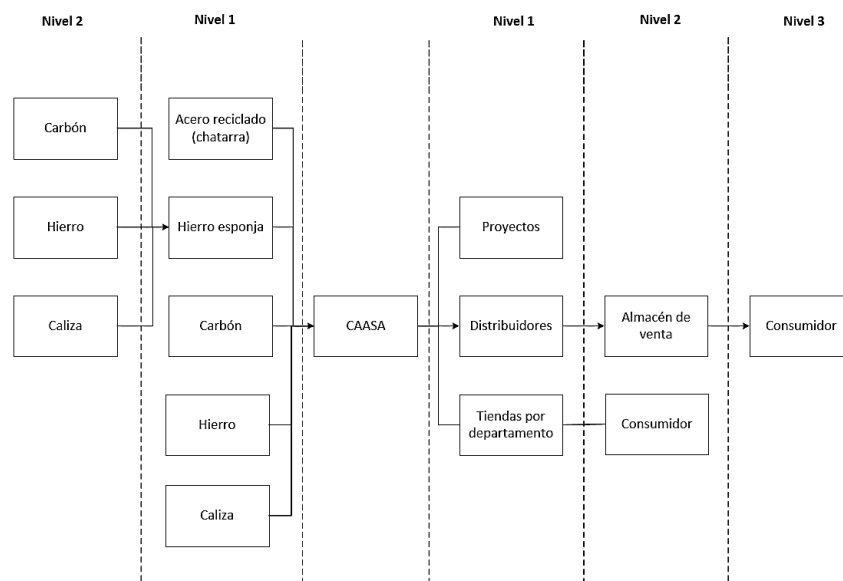 Nivel 2
Nivel 1
Nivel 1
Nivel 2
Nivel 3
Carbón
Acero reciclado
(chatarra)
Hierro
Hierro esponja
Proyectos
Caliza
Carbón
CAASA
Distribuidores
Almacén de
venta
Consumidor
Hierro
Tiendas por
departamento
Consumidor
Caliza